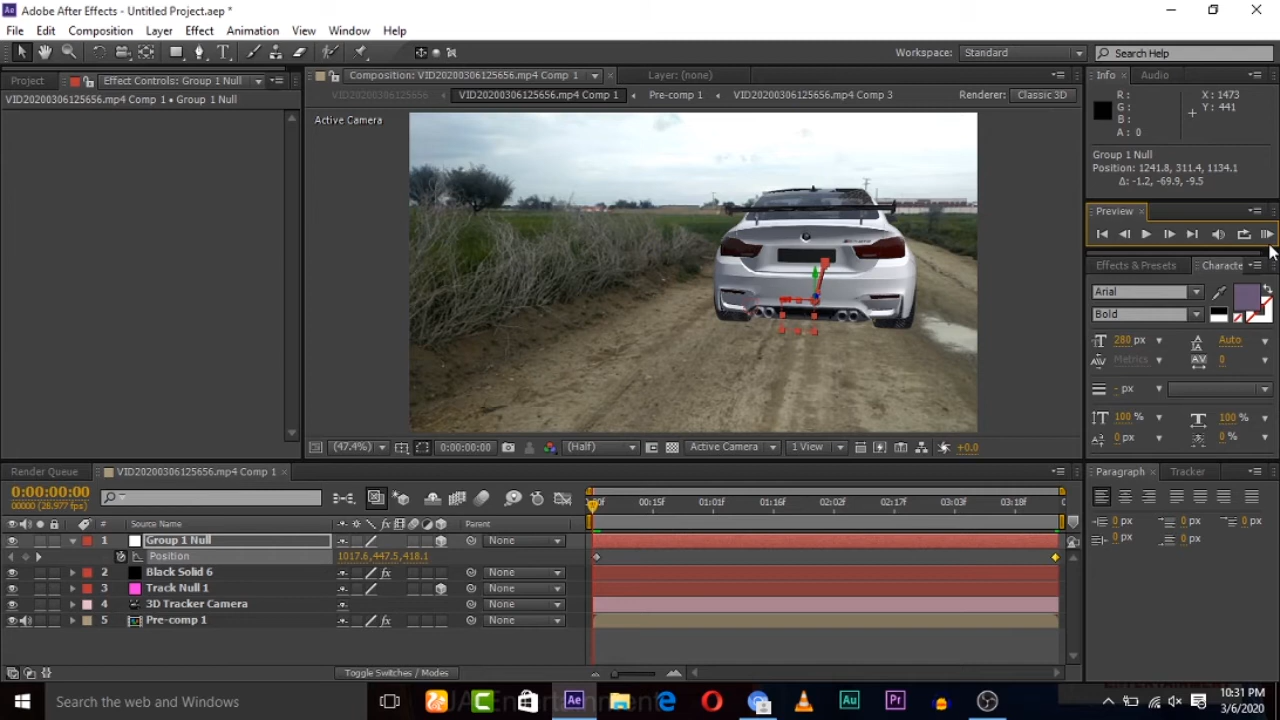 Adobe After Effects - Untitled Project.aep *
File Edit Composition Layer Effect Animation View Window Help
Workspace: Standard Search Help
Project Effect Controls: Group 1 Null
VID20200306125656.mp4 Comp 1 • Group 1 Null
Composition: VID20200306125656.mp4 Comp 1 Layer: (none)
VID20200306125656 VID20200306125656.mp4 Comp 1 Pre-comp 1 VID20200306125656.mp4 Comp 3 Renderer: Classic 3D
Active Camera
Info Audio
R : X : 1473
G : Y : 441
B :
A : 0
Group 1 Null
Position: 1241.8, 311.4, 1134.1
Δ: -1.2, -69.9, -9.5
Preview
Effects & Presets Characte
Arial
Bold
280 px Auto
Metrics 0
- px
100 % 100 %
0 px 0 %
(47.4%) 0:00:00:00 (Half) Active Camera 1 View +0.0
Render Queue VID20200306125656.mp4 Comp 1
Paragraph Tracker
0:00:00:00
00000 (28.977 fps)
:00f 00:15f 01:01f 01:16f 02:02f 02:17f 03:03f 03:18f
# Source Name Parent
1 Group 1 Null None
Position 1017.6,447.5,418.1
2 Black Solid 6 None
3 Track Null 1 None
4 3D Tracker Camera None
5 Pre-comp 1 None
0 px 0 px 0 px
0 px 0 px
Toggle Switches / Modes
Search the web and Windows
10:31 PM
3/6/2020